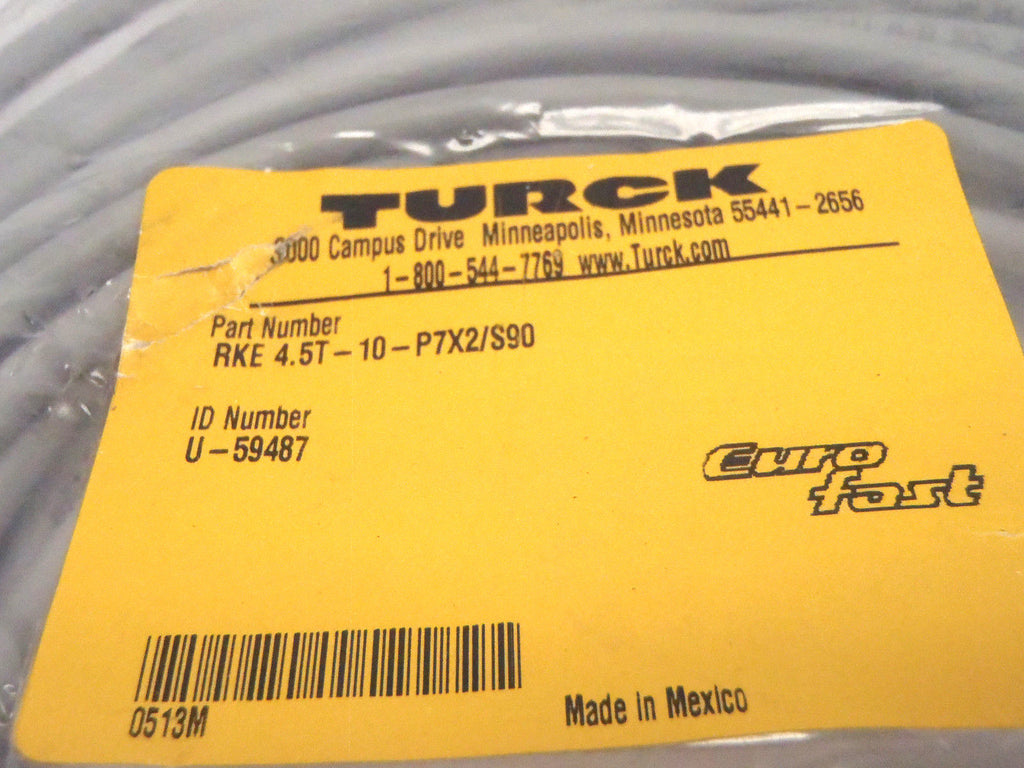 TURCK
3000 Campus Drive Minneapolis, Minnesota 55441-2656
1-800-544-7769 www.Turck.com
Part Number
RKE 4.5T-10-P7X2/S90
ID Number
U-59487
Euro
fast
0513M
Made in Mexico